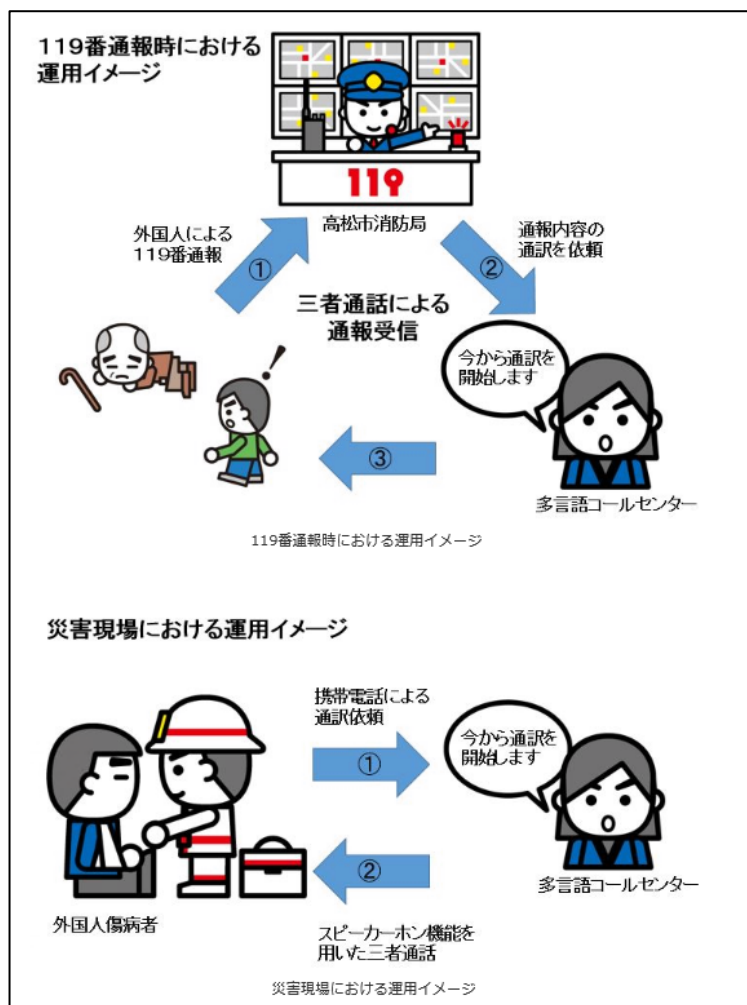 119番通報時における
運用イメージ
119
高松市消防局
外国人による
119番通報
①
通報内容の
通訳を依頼
②
三者通話による
通報受信
!
今から通訳を
開始します
③
多言語コールセンター
119番通報時における運用イメージ
災害現場における運用イメージ
携帯電話による
通訳依頼
①
今から通訳を
開始します
②
多言語コールセンター
外国人傷病者
スピーカーホン機能を
用いた三者通話
災害現場における運用イメージ